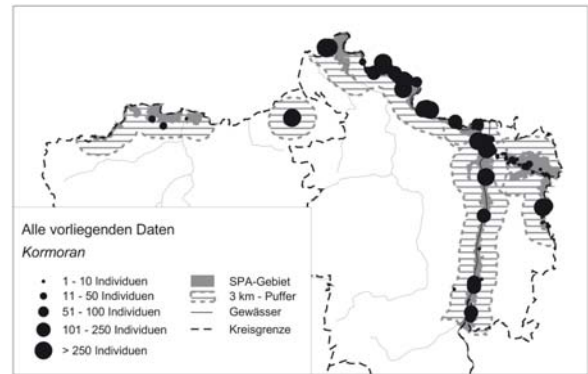 Alle vorliegenden Daten
Kormoran
1 - 10 Individuen
11 - 50 Individuen
51 - 100 Individuen
101 - 250 Individuen
> 250 Individuen
SPA-Gebiet
3 km - Puffer
Gewässer
Kreisgrenze